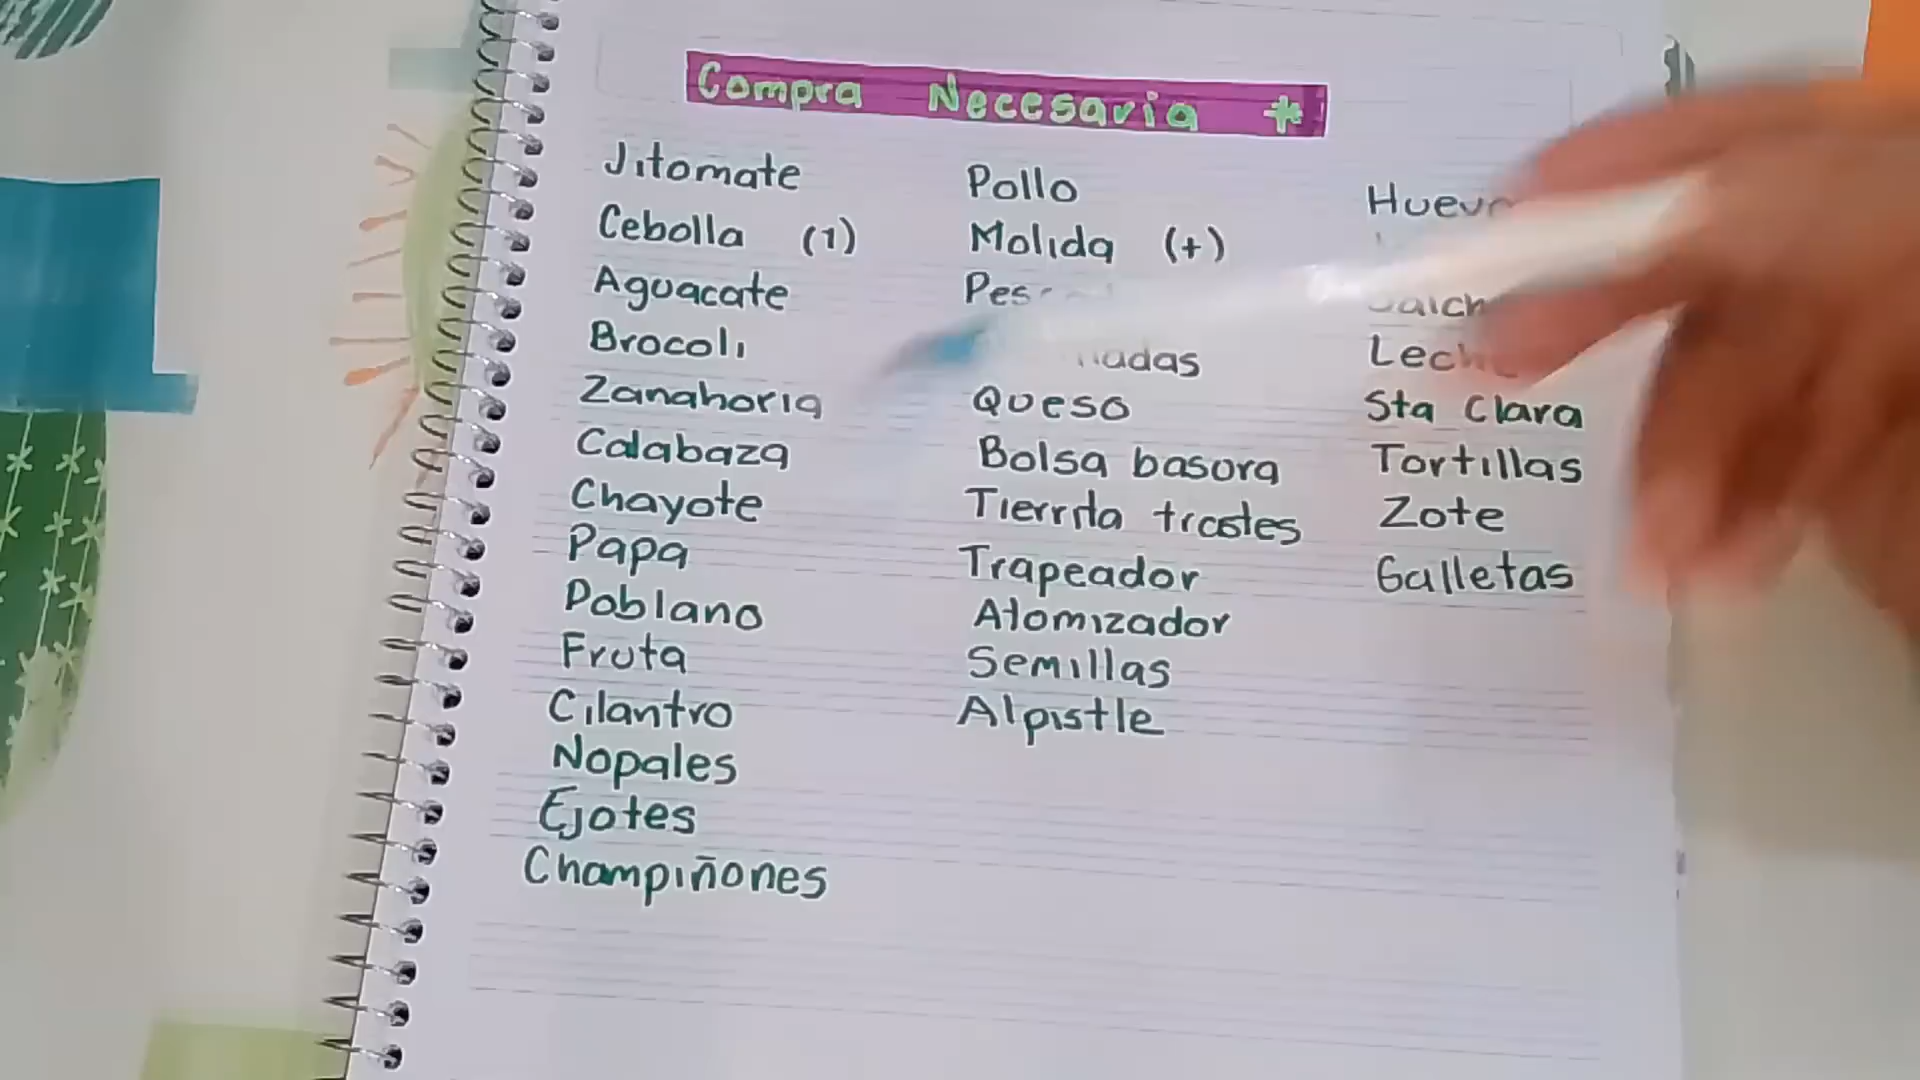 Compra Necesaria *
Jitomate
Cebolla (1)
Aguacate
Brocoli
Zanahoria
Calabaza
Chayote
Papa
Poblano
Fruta
Cilantro
Nopales
Ejotes
Champiñones
Pollo
Molida (+)
Queso
Bolsa basura
Tierrita trastes
Trapeador
Atomizador
Semillas
Alpistle
Leche
Sta Clara
Tortillas
Zote
Galletas